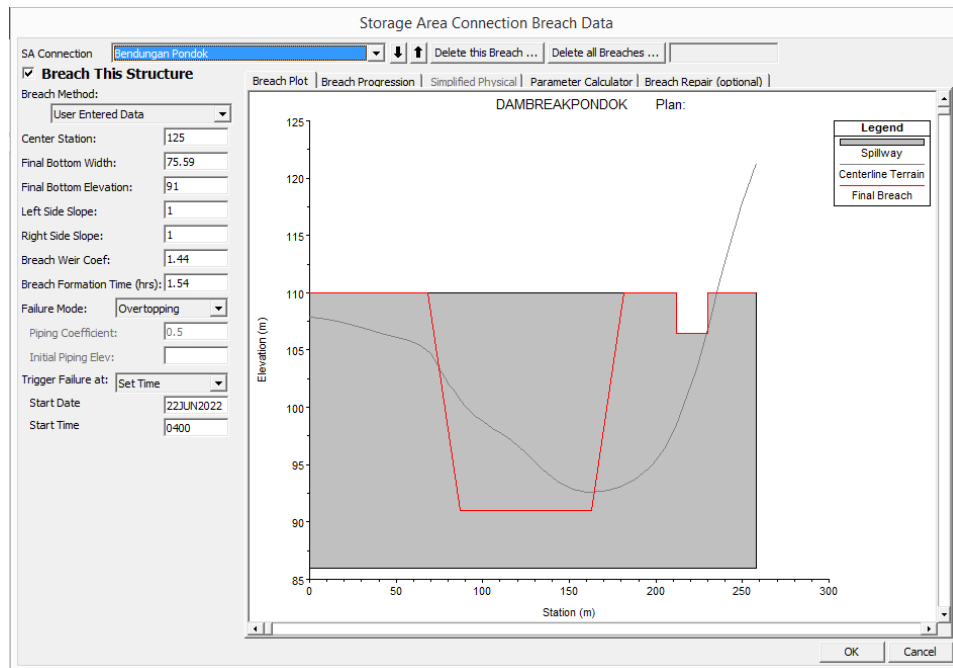 Storage Area Connection Breach Data
SA Connection Bendungan Pondok Delete this Breach ... Delete all Breaches ...
Breach This Structure
Breach Method:
User Entered Data
Center Station: 125
Final Bottom Width: 75.59
Final Bottom Elevation: 91
Left Side Slope: 1
Right Side Slope: 1
Breach Weir Coef: 1.44
Breach Formation Time (hrs): 1.54
Failure Mode: Overtopping
Piping Coefficient: 0.5
Initial Piping Elev:
Trigger Failure at: Set Time
Start Date 22JUN2022
Start Time 0400
Breach Plot Breach Progression Simplified Physical Parameter Calculator Breach Repair (optional)
DAMBREAKPONDOK Plan:
125
120
115
110
105
100
95
90
85
Elevation (m)
0 50 100 150 200 250 300
Station (m)
Legend
Spillway
Centerline Terrain
Final Breach
OK Cancel